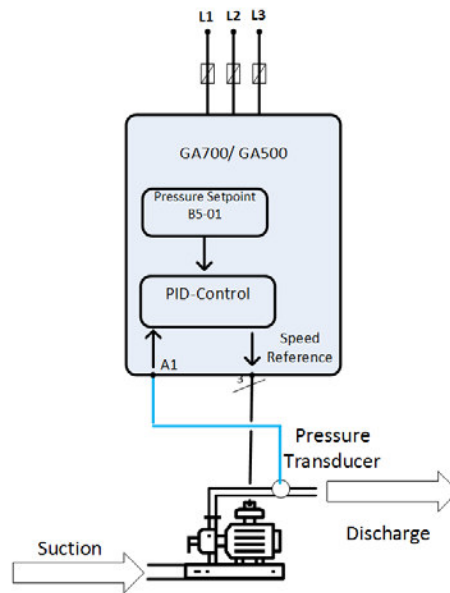 L1 L2 L3
GA700/ GA500
Pressure Setpoint
B5-01
PID-Control
Speed
Reference
A1
3
Pressure
Transducer
Discharge
Suction